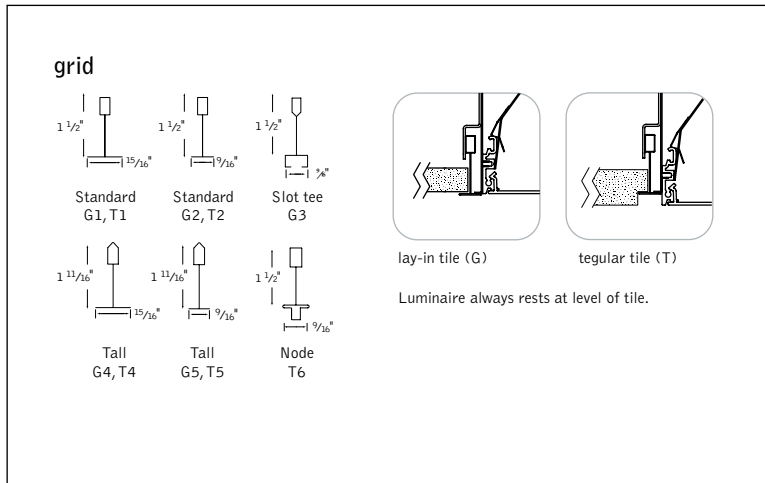 grid
1 1/2" 15/16"
1 1/2" 9/16"
1 1/2"
Standard
G1, T1
Standard
G2, T2
Slot tee
G3
1 11/16" 15/16"
1 11/16" 9/16"
1 1/2" 9/16"
Tall
G4, T4
Tall
G5, T5
Node
T6
lay-in tile (G)
tegular tile (T)
Luminaire always rests at level of tile.